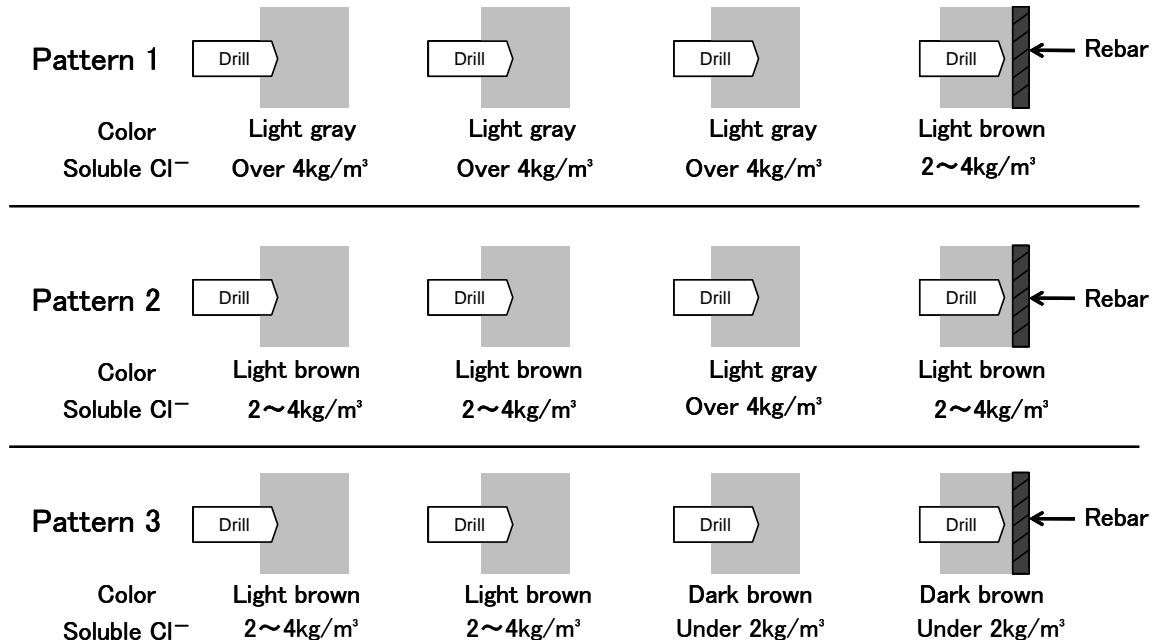 Pattern 1 Drill Drill Drill Drill Rebar
Color Light gray Light gray Light gray Light brown
Soluble Cl⁻ Over 4kg/m³ Over 4kg/m³ Over 4kg/m³ 2～4kg/m³
Pattern 2 Drill Drill Drill Drill Rebar
Color Light brown Light brown Light gray Light brown
Soluble Cl⁻ 2～4kg/m³ 2～4kg/m³ Over 4kg/m³ 2～4kg/m³
Pattern 3 Drill Drill Drill Drill Rebar
Color Light brown Light brown Dark brown Dark brown
Soluble Cl⁻ 2～4kg/m³ 2～4kg/m³ Under 2kg/m³ Under 2kg/m³